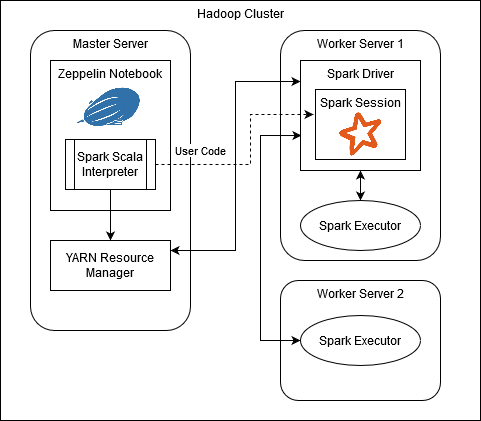 Hadoop Cluster
Master Server
Zeppelin Notebook
Spark Scala
Interpreter
YARN Resource
Manager
User Code
Worker Server 1
Spark Driver
Spark Session
Spark Executor
Worker Server 2
Spark Executor